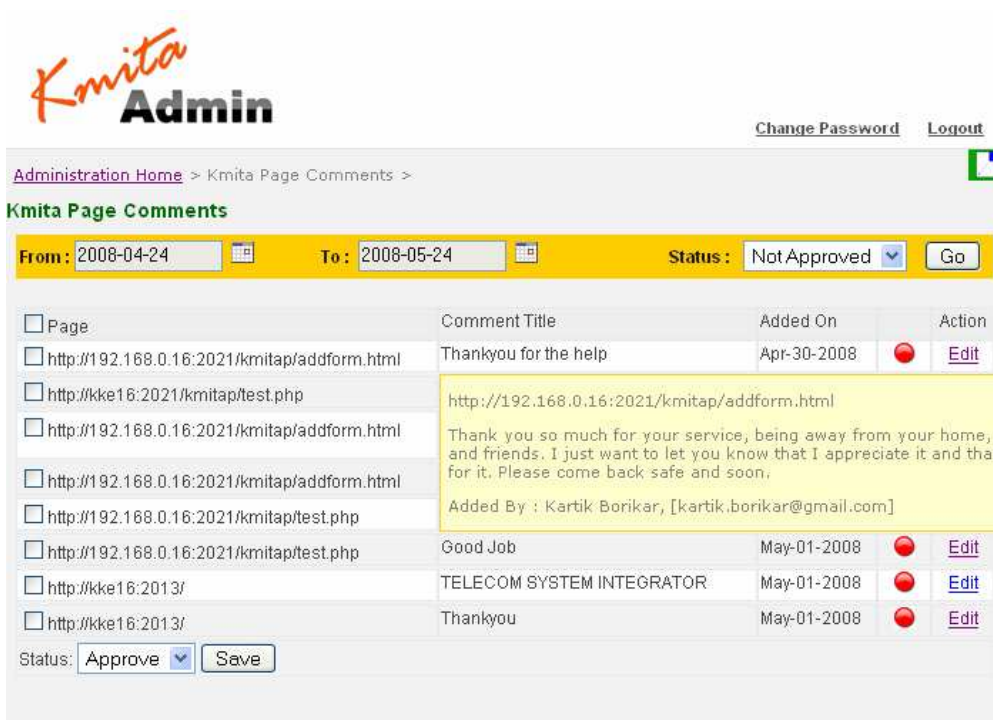 Kmita
Admin
Change Password Logout
Administration Home > Kmita Page Comments >
Kmita Page Comments
From : 2008-04-24 To : 2008-05-24 Status : Not Approved Go
Page Comment Title Added On Action
http://192.168.0.16:2021/kmitap/addform.html Thankyou for the help Apr-30-2008 Edit
http://kke16:2021/kmitap/test.php
http://192.168.0.16:2021/kmitap/addform.html
http://192.168.0.16:2021/kmitap/addform.html
http://192.168.0.16:2021/kmitap/test.php
http://192.168.0.16:2021/kmitap/addform.html
Thank you so much for your service, being away from your home,
and friends. I just want to let you know that I appreciate it and tha
for it. Please come back safe and soon.
Added By : Kartik Borikar, [kartik.borikar@gmail.com]
http://192.168.0.16:2021/kmitap/test.php Good Job May-01-2008 Edit
http://kke16:2013/ TELECOM SYSTEM INTEGRATOR May-01-2008 Edit
http://kke16:2013/ Thankyou May-01-2008 Edit
Status: Approve Save